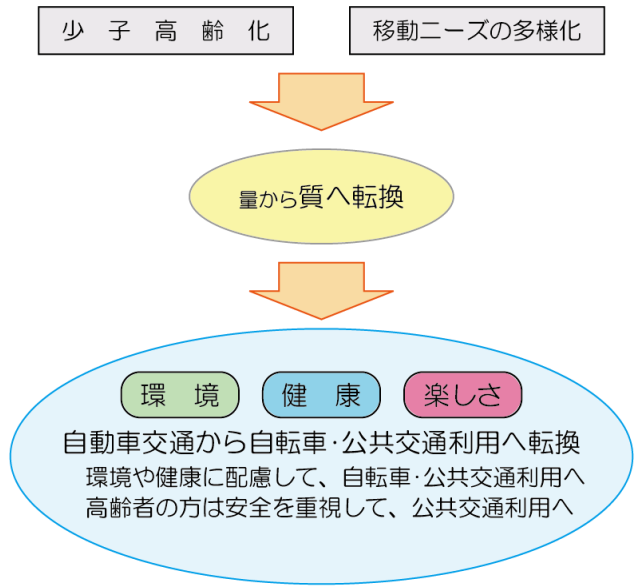 少子高齢化
移動ニーズの多様化
量から質へ転換
環境
健康
楽しさ
自動車交通から自転車・公共交通利用へ転換
環境や健康に配慮して、自転車・公共交通利用へ
高齢者の方は安全を重視して、公共交通利用へ